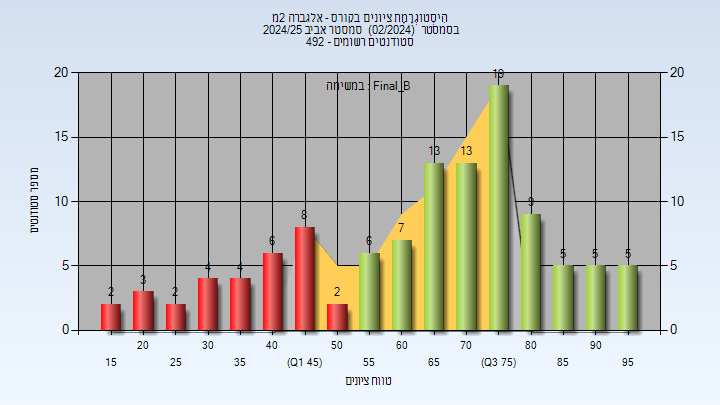 היסטוגרמת ציונים בקורס - אלגברה 2מ
בסמסטר (02/2024) סמסטר אביב 2024/25
סטודנטים רשומים - 492
במשימה : Final_B
20 20
15 15
10 10
5 5
0 0
מספר סטודנטים
2 3 2 4 4 6 8 2 6 7 13 13 19 9 5 5 5
20 30 40 50 60 70 80 90
15 25 35 (Q1 45) 55 65 (Q3 75) 85 95
טווח ציונים